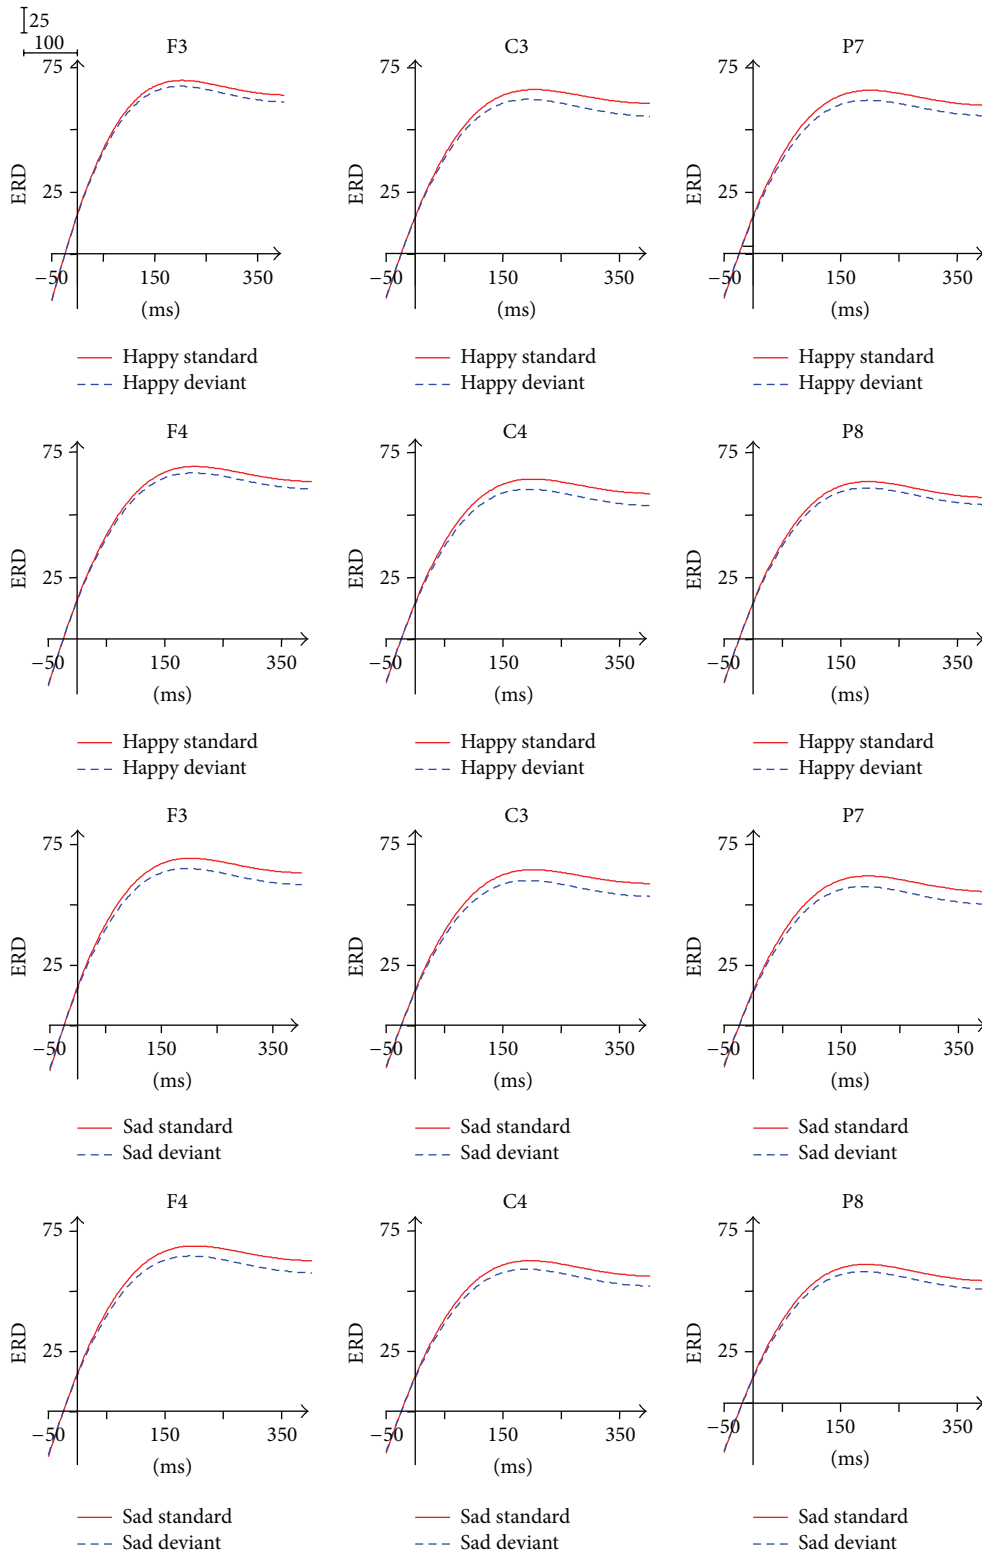 25
100
F3 C3 P7
75 75 75
ERD ERD ERD
25 25 25
−50 150 350 −50 150 350 −50 150 350
(ms) (ms) (ms)
Happy standard Happy standard Happy standard
Happy deviant Happy deviant Happy deviant
F4 C4 P8
75 75 75
ERD ERD ERD
25 25 25
−50 150 350 −50 150 350 −50 150 350
(ms) (ms) (ms)
Happy standard Happy standard Happy standard
Happy deviant Happy deviant Happy deviant
F3 C3 P7
75 75 75
ERD ERD ERD
25 25 25
−50 150 350 −50 150 350 −50 150 350
(ms) (ms) (ms)
Sad standard Sad standard Sad standard
Sad deviant Sad deviant Sad deviant
F4 C4 P8
75 75 75
ERD ERD ERD
25 25 25
−50 150 350 −50 150 350 −50 150 350
(ms) (ms) (ms)
Sad standard Sad standard Sad standard
Sad deviant Sad deviant Sad deviant